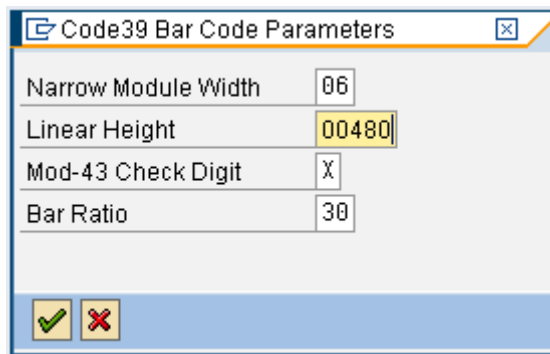 Code39 Bar Code Parameters
Narrow Module Width 06
Linear Height 00480
Mod-43 Check Digit X
Bar Ratio 30